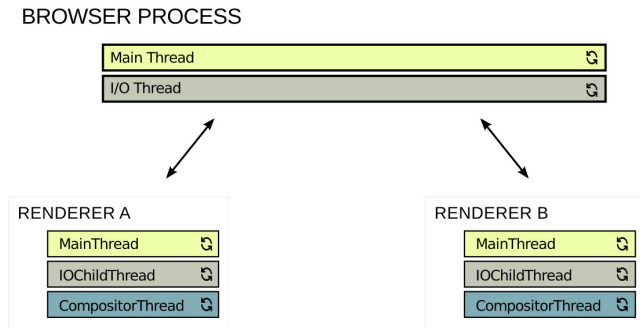 BROWSER PROCESS
Main Thread
I/O Thread
RENDERER A
MainThread
IOChildThread
CompositorThread
RENDERER B
MainThread
IOChildThread
CompositorThread